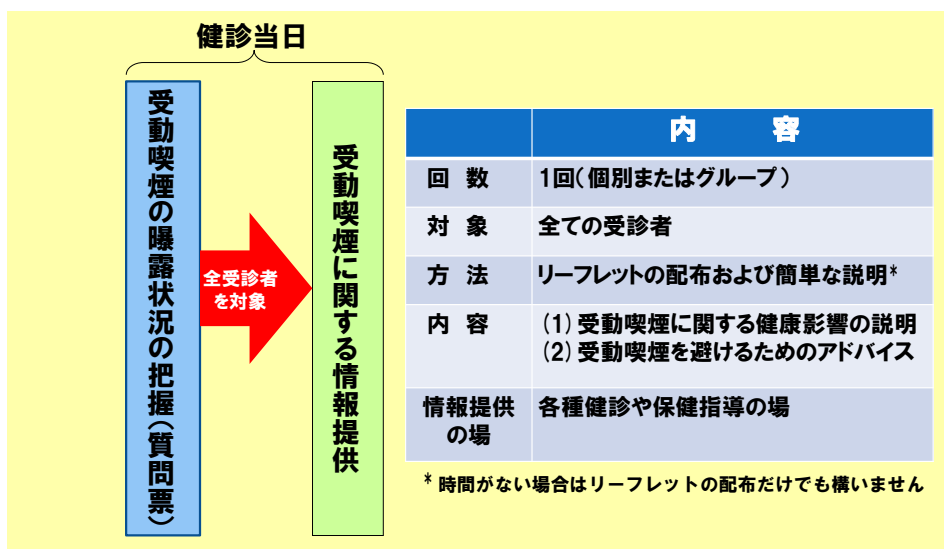 健診当日
受動喫煙の曝露状況の把握（質問票）
全受診者
を対象
受動喫煙に関する情報提供
内　容
回 数 1回（個別またはグループ）
対 象 全ての受診者
方 法 リーフレットの配布および簡単な説明*
内 容 (1) 受動喫煙に関する健康影響の説明
(2) 受動喫煙を避けるためのアドバイス
情報提供 各種健診や保健指導の場
の場
* 時間がない場合はリーフレットの配布だけでも構いません